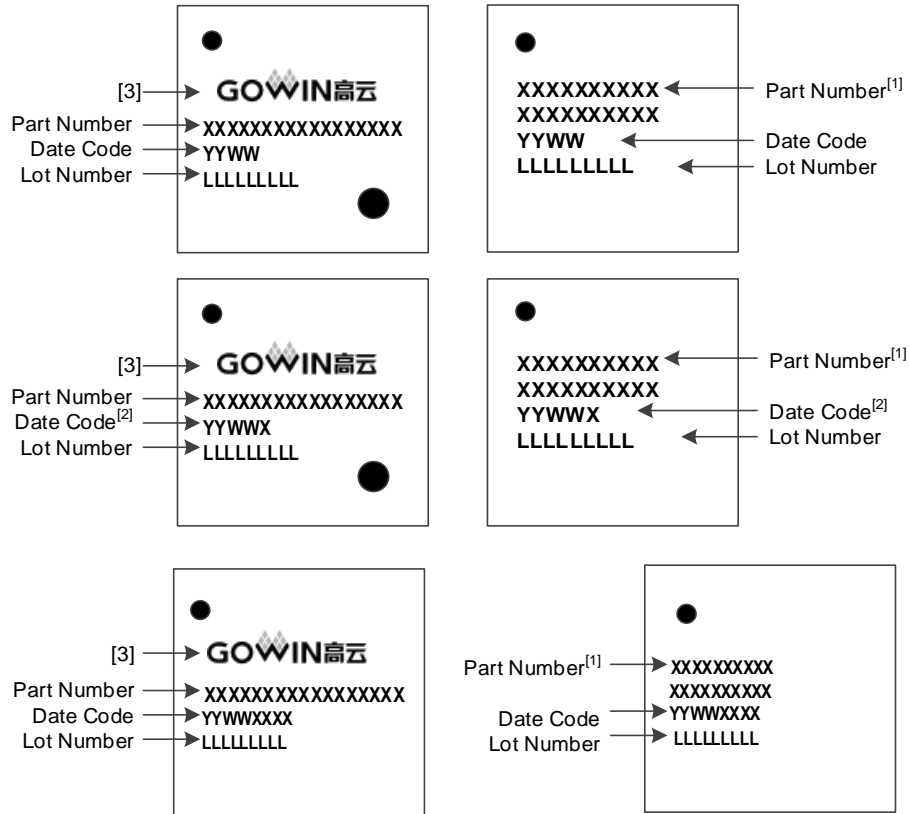 [3] GOWIN高云
Part Number XXXXXXXXXXXXXXXXX
Date Code YYWW
Lot Number LLLLLLLLL
XXXXXXXXXX Part Number[1]
XXXXXXXXXX
YYWW Date Code
LLLLLLLLL Lot Number
[3] GOWIN高云
Part Number XXXXXXXXXXXXXXXXX
Date Code[2] YYWWX
Lot Number LLLLLLLLL
XXXXXXXXXX Part Number[1]
XXXXXXXXXX
YYWWX Date Code[2]
LLLLLLLLL Lot Number
[3] GOWIN高云
Part Number XXXXXXXXXXXXXXXXX
Date Code YYWWXXXX
Lot Number LLLLLLLLL
Part Number[1] XXXXXXXXXX
XXXXXXXXXX
Date Code YYWWXXXX
Lot Number LLLLLLLLL